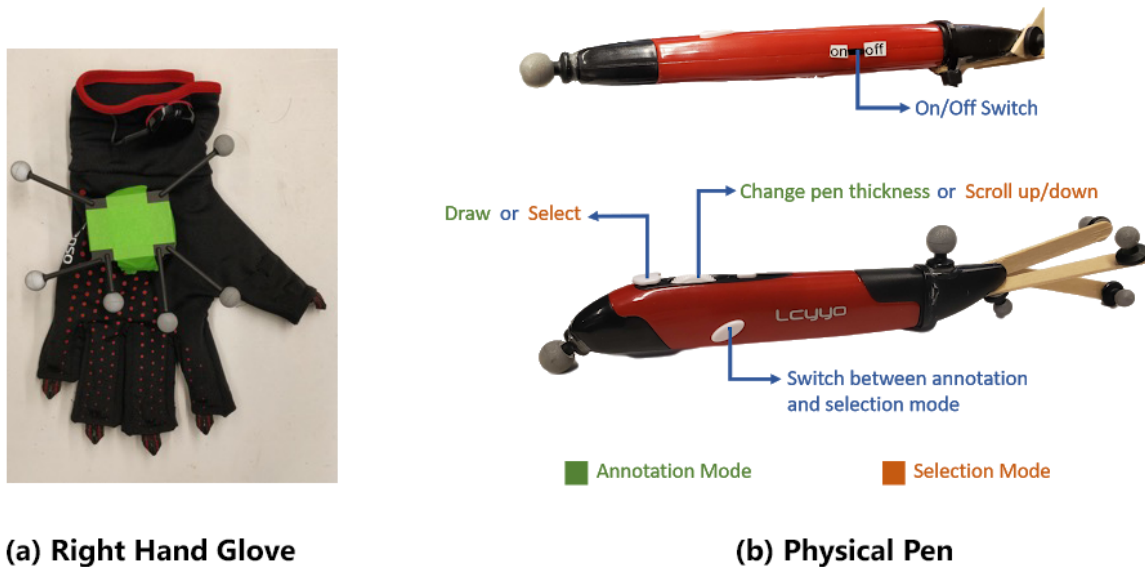 on off
On/Off Switch
Change pen thickness or Scroll up/down
Draw or Select
Lcyyo
Switch between annotation
and selection mode
Annotation Mode
Selection Mode
(a) Right Hand Glove
(b) Physical Pen